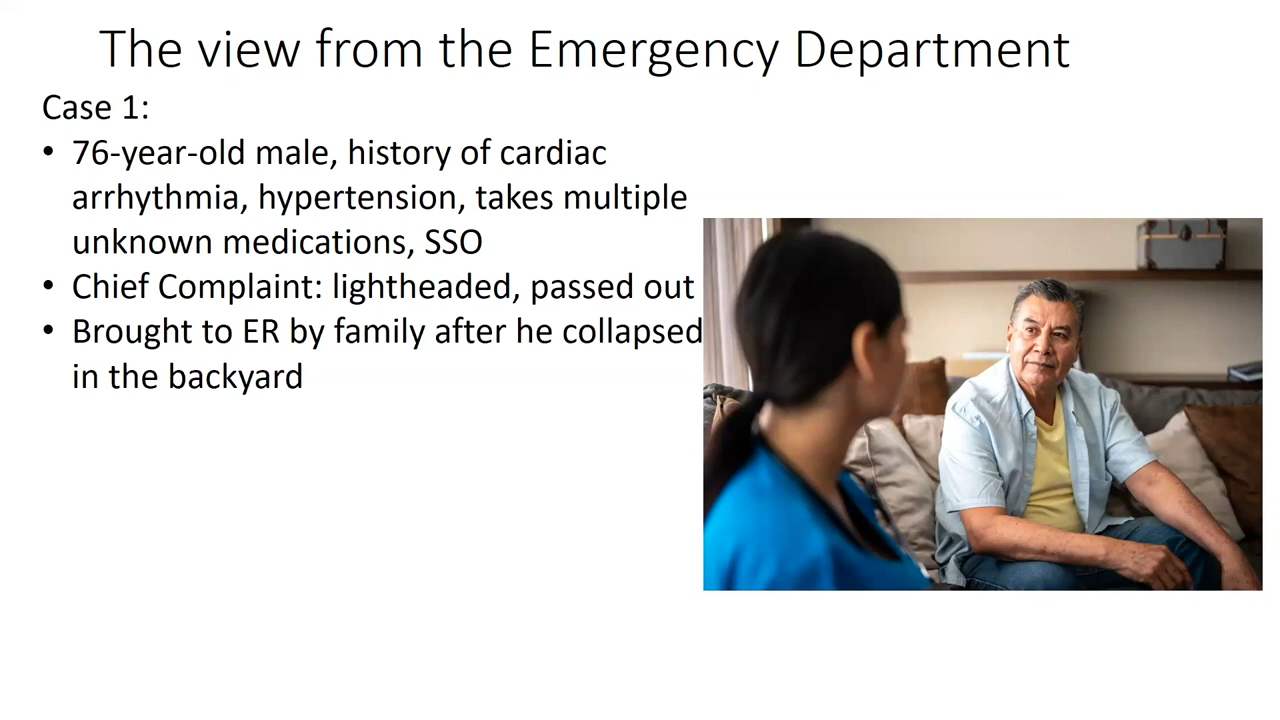 The view from the Emergency Department
Case 1:
• 76-year-old male, history of cardiac
arrhythmia, hypertension, takes multiple
unknown medications, SSO
• Chief Complaint: lightheaded, passed out
• Brought to ER by family after he collapsed
in the backyard